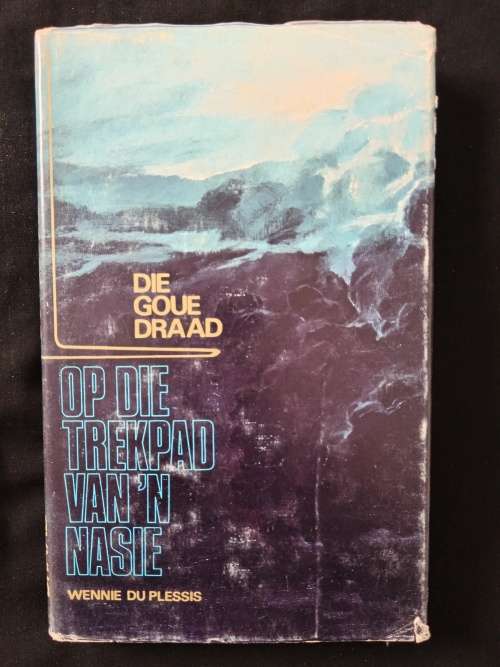 DIE
GOUE
DRAAD
OP DIE
TREKPAD
VAN 'N
NASIE
WENNIE DU PLESSIS